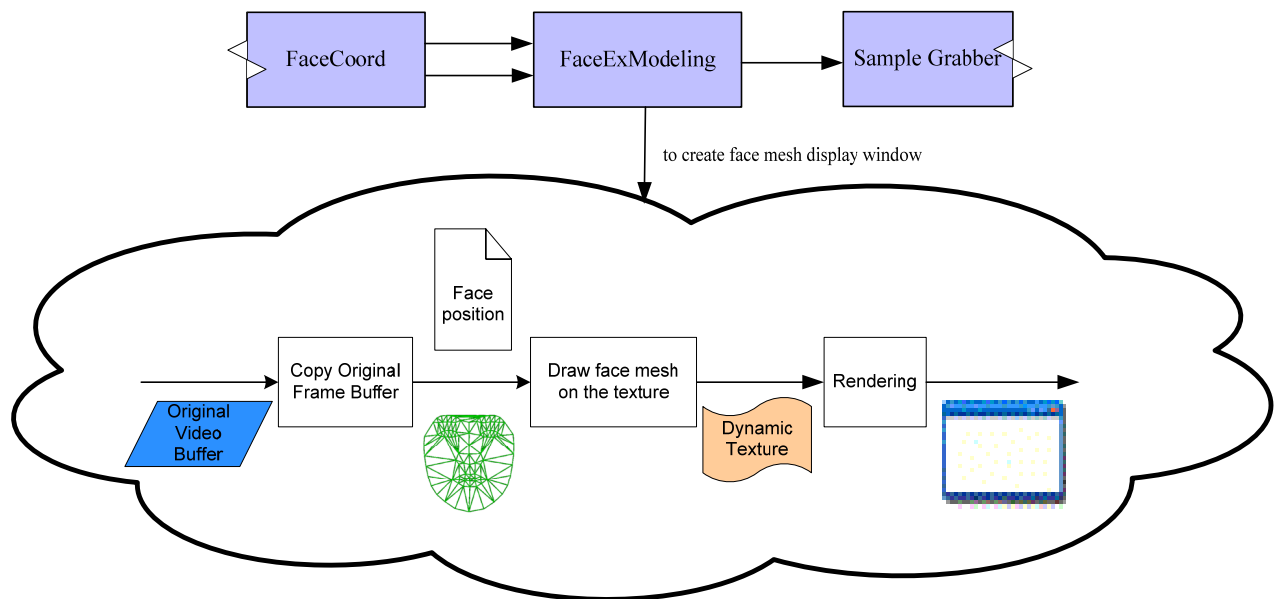 FaceCoord
FaceExModeling
Sample Grabber
to create face mesh display window
Face
position
Copy Original
Frame Buffer
Draw face mesh
on the texture
Rendering
Original
Video
Buffer
Dynamic
Texture